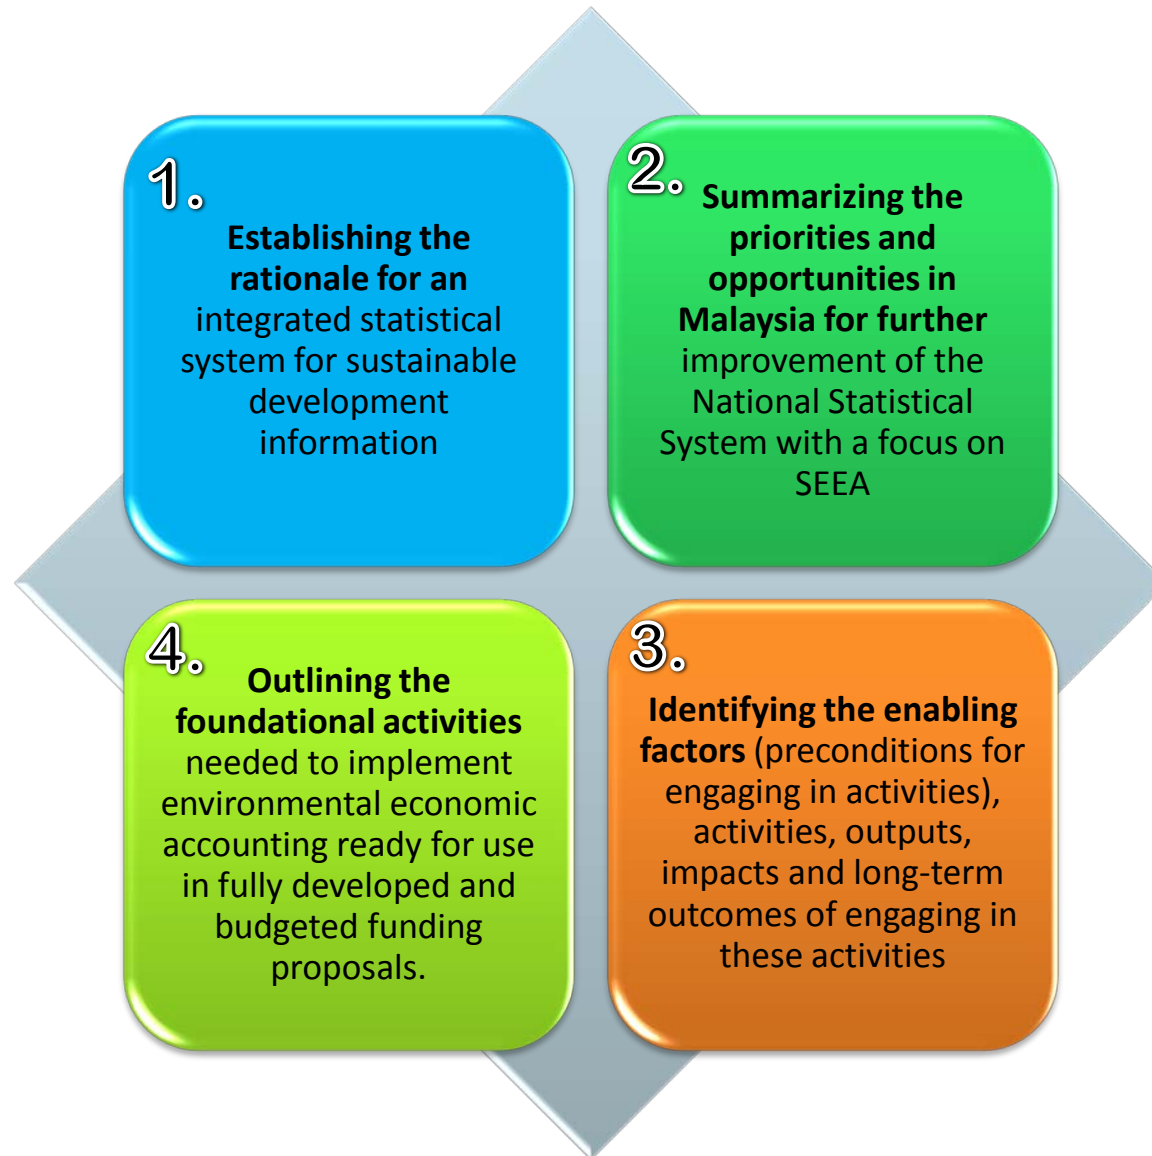 1.
Establishing the
rationale for an
integrated statistical
system for sustainable
development
information
2.
Summarizing the
priorities and
opportunities in
Malaysia for further
improvement of the
National Statistical
System with a focus on
SEEA
3.
Identifying the enabling
factors (preconditions for
engaging in activities),
activities, outputs,
impacts and long-term
outcomes of engaging in
these activities
4.
Outlining the
foundational activities
needed to implement
environmental economic
accounting ready for use
in fully developed and
budgeted funding
proposals.